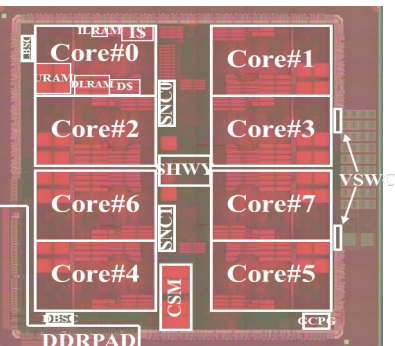 ILRAM I$
LBSC
Core#0
Core#1
URAM DLRAM D$
SNC0
Core#2
Core#3
SHWY
VSWC
Core#6
Core#7
SNC1
Core#4
Core#5
CSM
DBSC
GCPG
DDRPAD